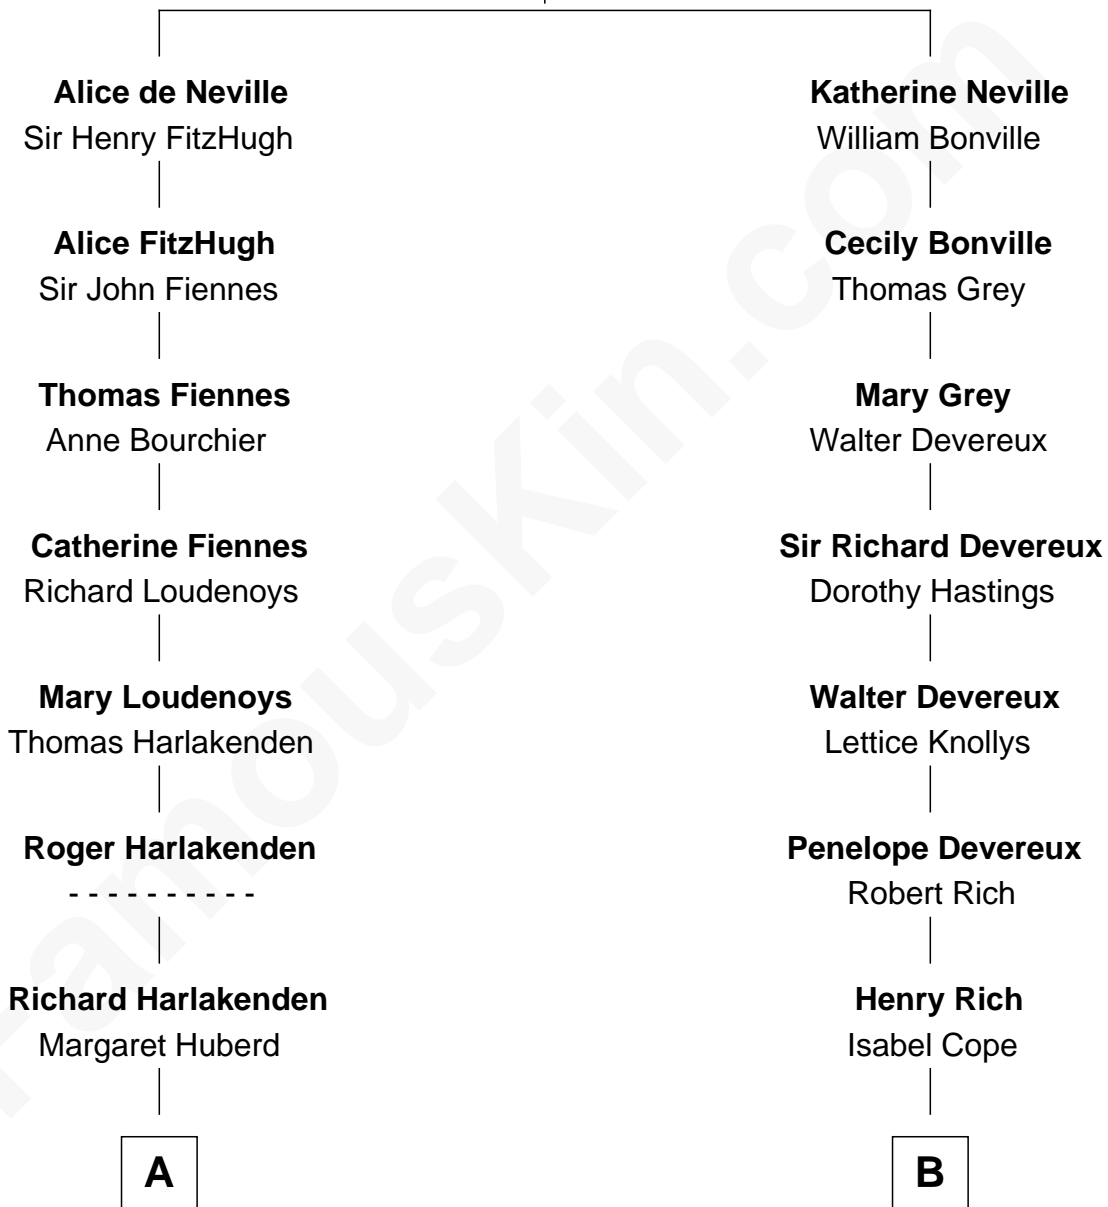 Alice de Neville
Sir Henry FitzHugh
Katherine Neville
William Bonville
Alice FitzHugh
Sir John Fiennes
Cecily Bonville
Thomas Grey
Thomas Fiennes
Anne Bourchier
Mary Grey
Walter Devereux
Catherine Fiennes
Richard Loudenoys
Sir Richard Devereux
Dorothy Hastings
Mary Loudenoys
Thomas Harlakenden
Walter Devereux
Lettice Knollys
Roger Harlakenden
- - - - - - - - - -
Penelope Devereux
Robert Rich
Richard Harlakenden
Margaret Huberd
Henry Rich
Isabel Cope
A
B
FamousKin.com